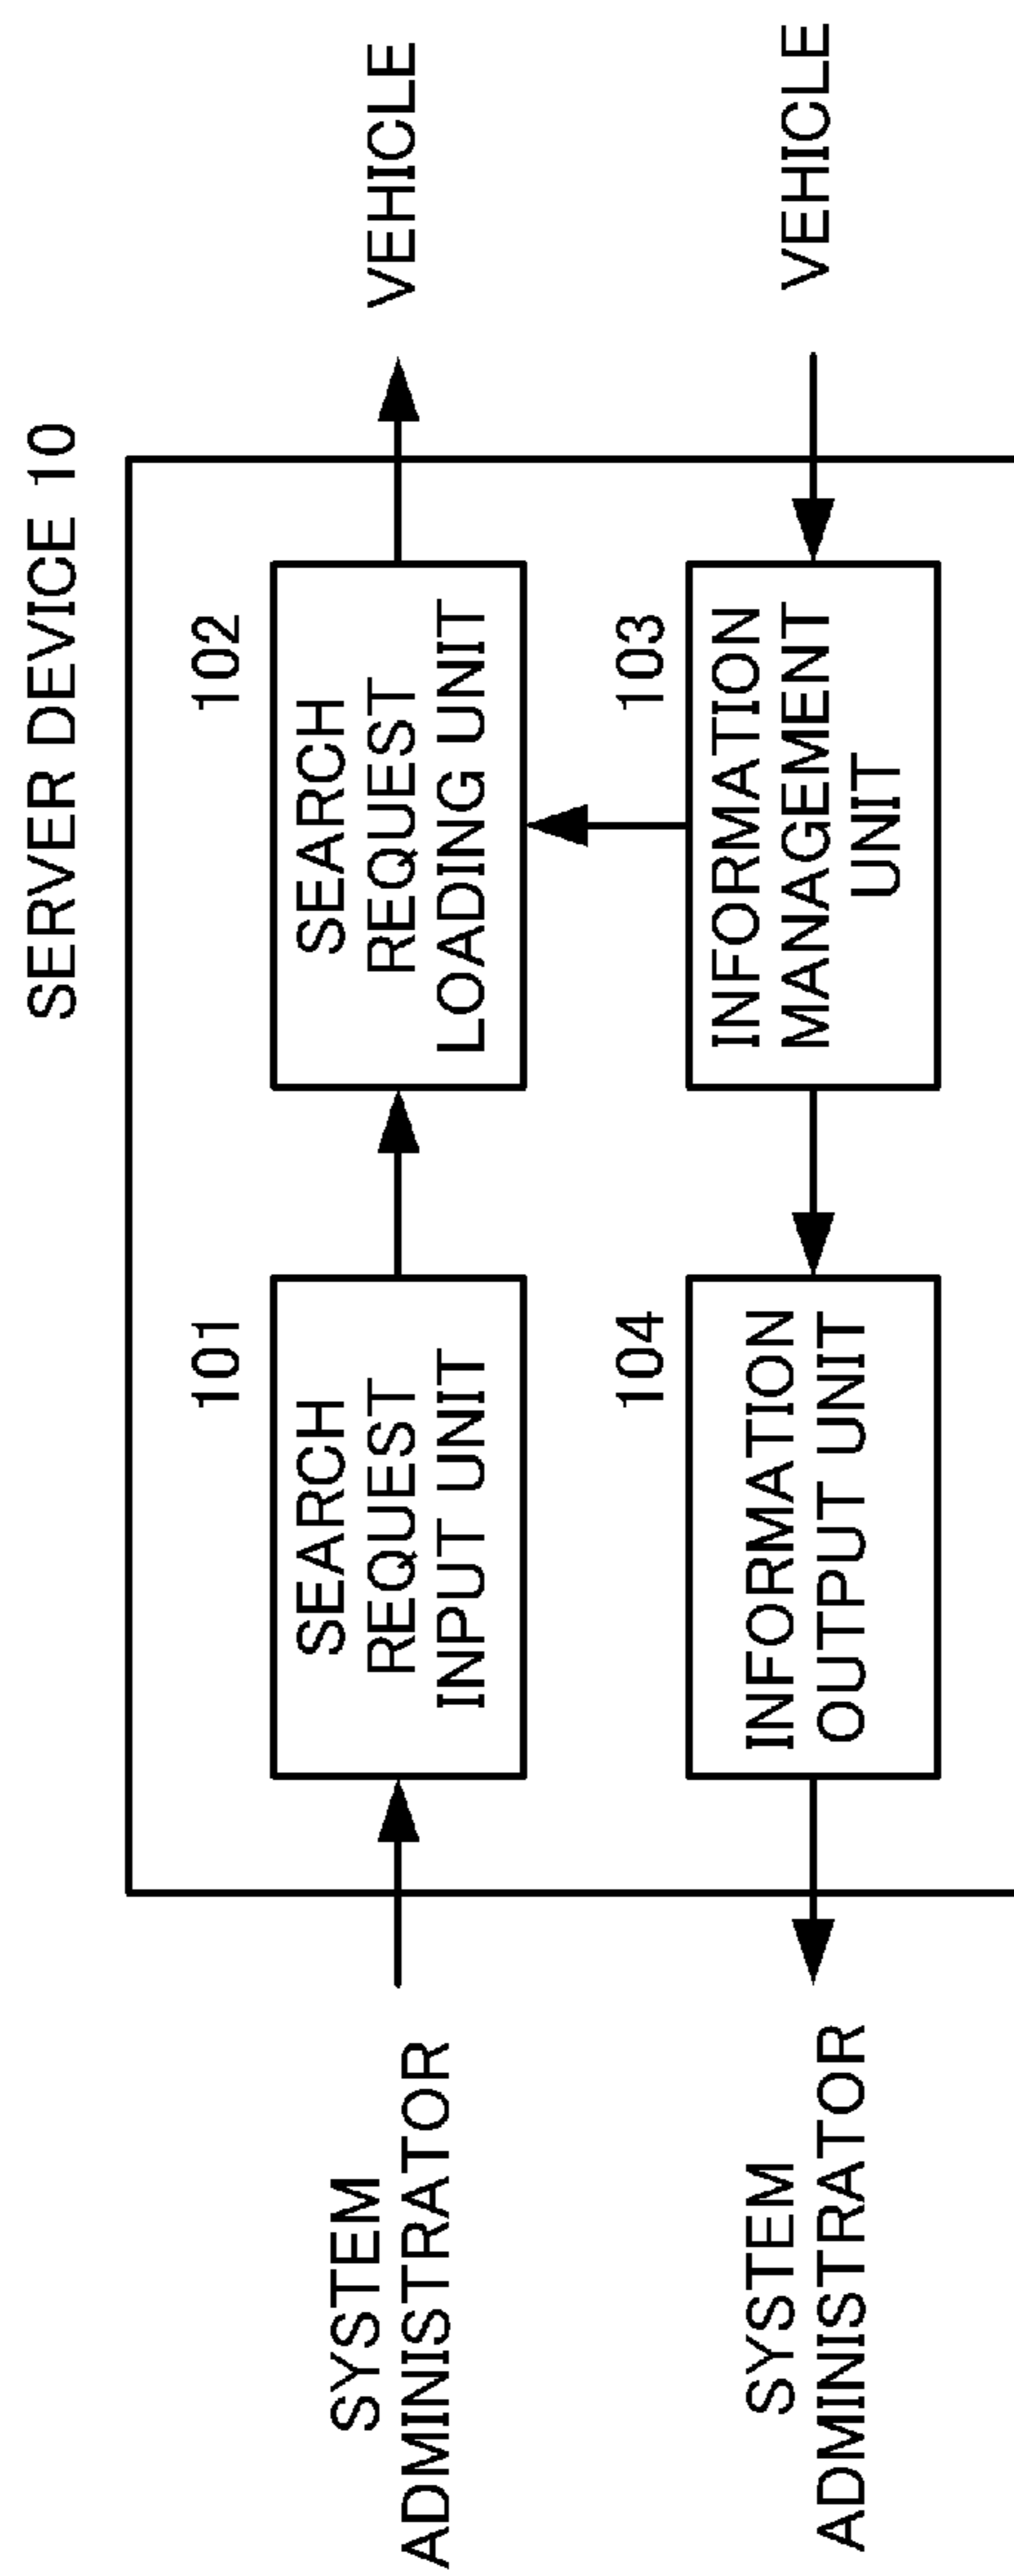 SERVER DEVICE 10
101
102
SYSTEM
ADMINISTRATOR
SEARCH
REQUEST
INPUT UNIT
SEARCH
REQUEST
LOADING UNIT
VEHICLE
104
103
SYSTEM
ADMINISTRATOR
INFORMATION
OUTPUT UNIT
INFORMATION
MANAGEMENT
UNIT
VEHICLE